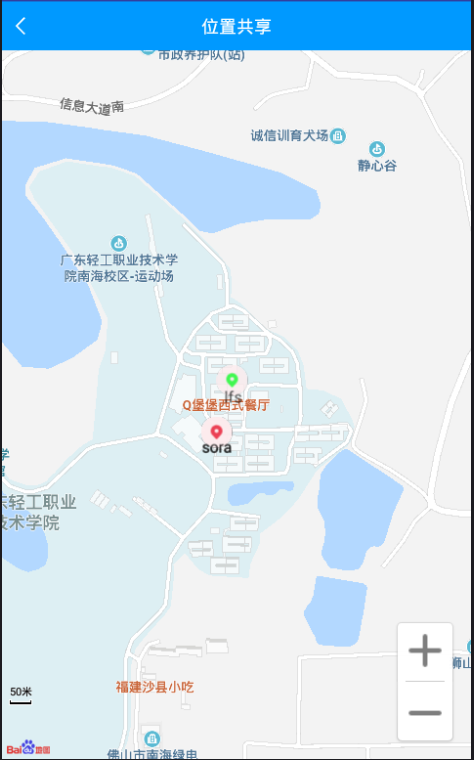 位置共享
市政养护队(站)
信息大道南
诚信训育犬场
静心谷
广东轻工职业技术学
院南海校区-运动场
lfs
Q堡堡西式餐厅
sora
学
东轻工职业
技术学院
狮山
50米
福建沙县小吃
Bai地图
佛山市南海绿电